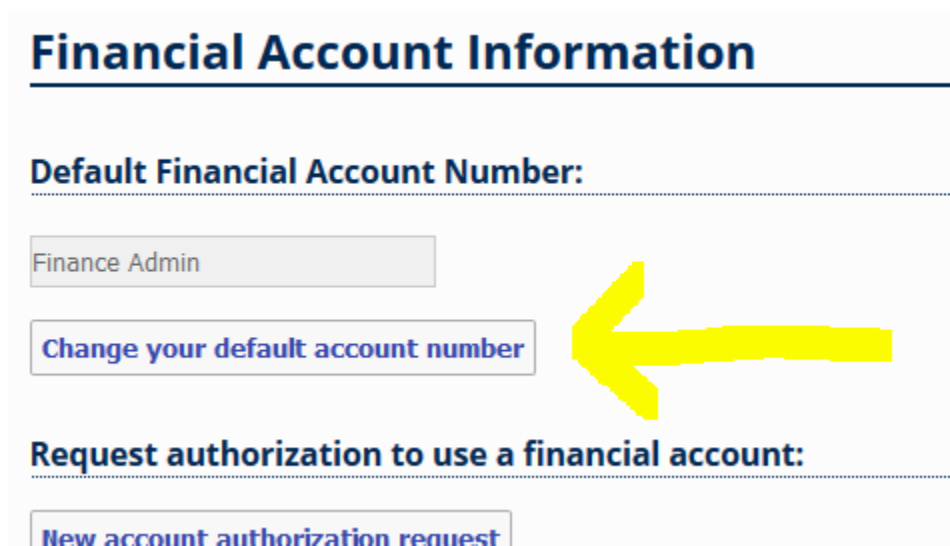 Financial Account Information
Default Financial Account Number:
Finance Admin
Change your default account number
Request authorization to use a financial account:
New account authorization request